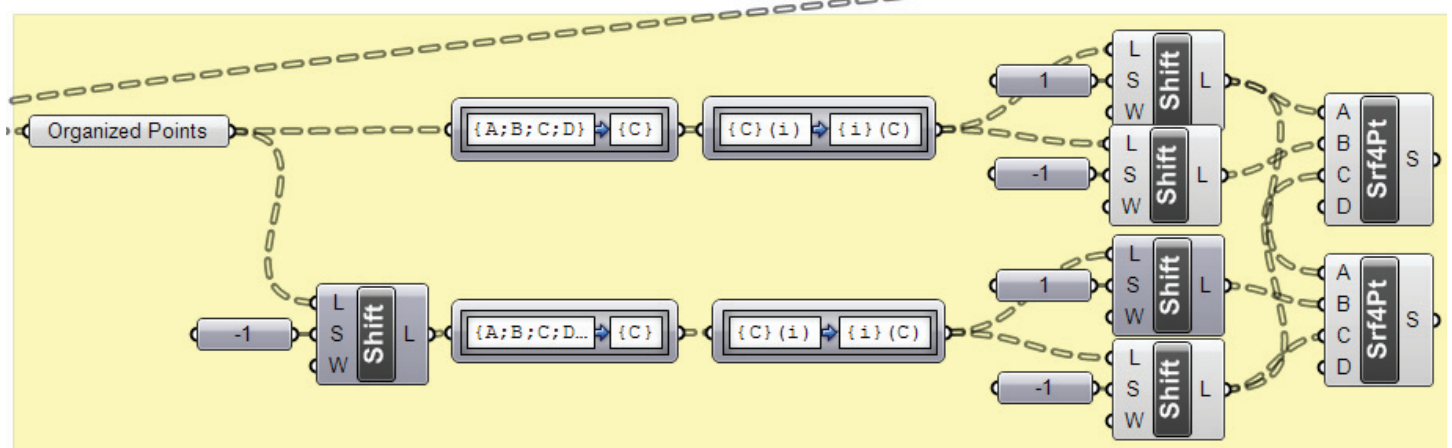 Organized Points
{A;B;C;D} {C}
{C}(i) {i}(C)
1
L
S
W
Shift
L
-1
L
S
W
Shift
L
A
B
C
D
Srf4Pt
S
-1
L
S
W
Shift
L
{A;B;C;D... {C}
{C}(i) {i}(C)
1
L
S
W
Shift
L
-1
L
S
W
Shift
L
A
B
C
D
Srf4Pt
S